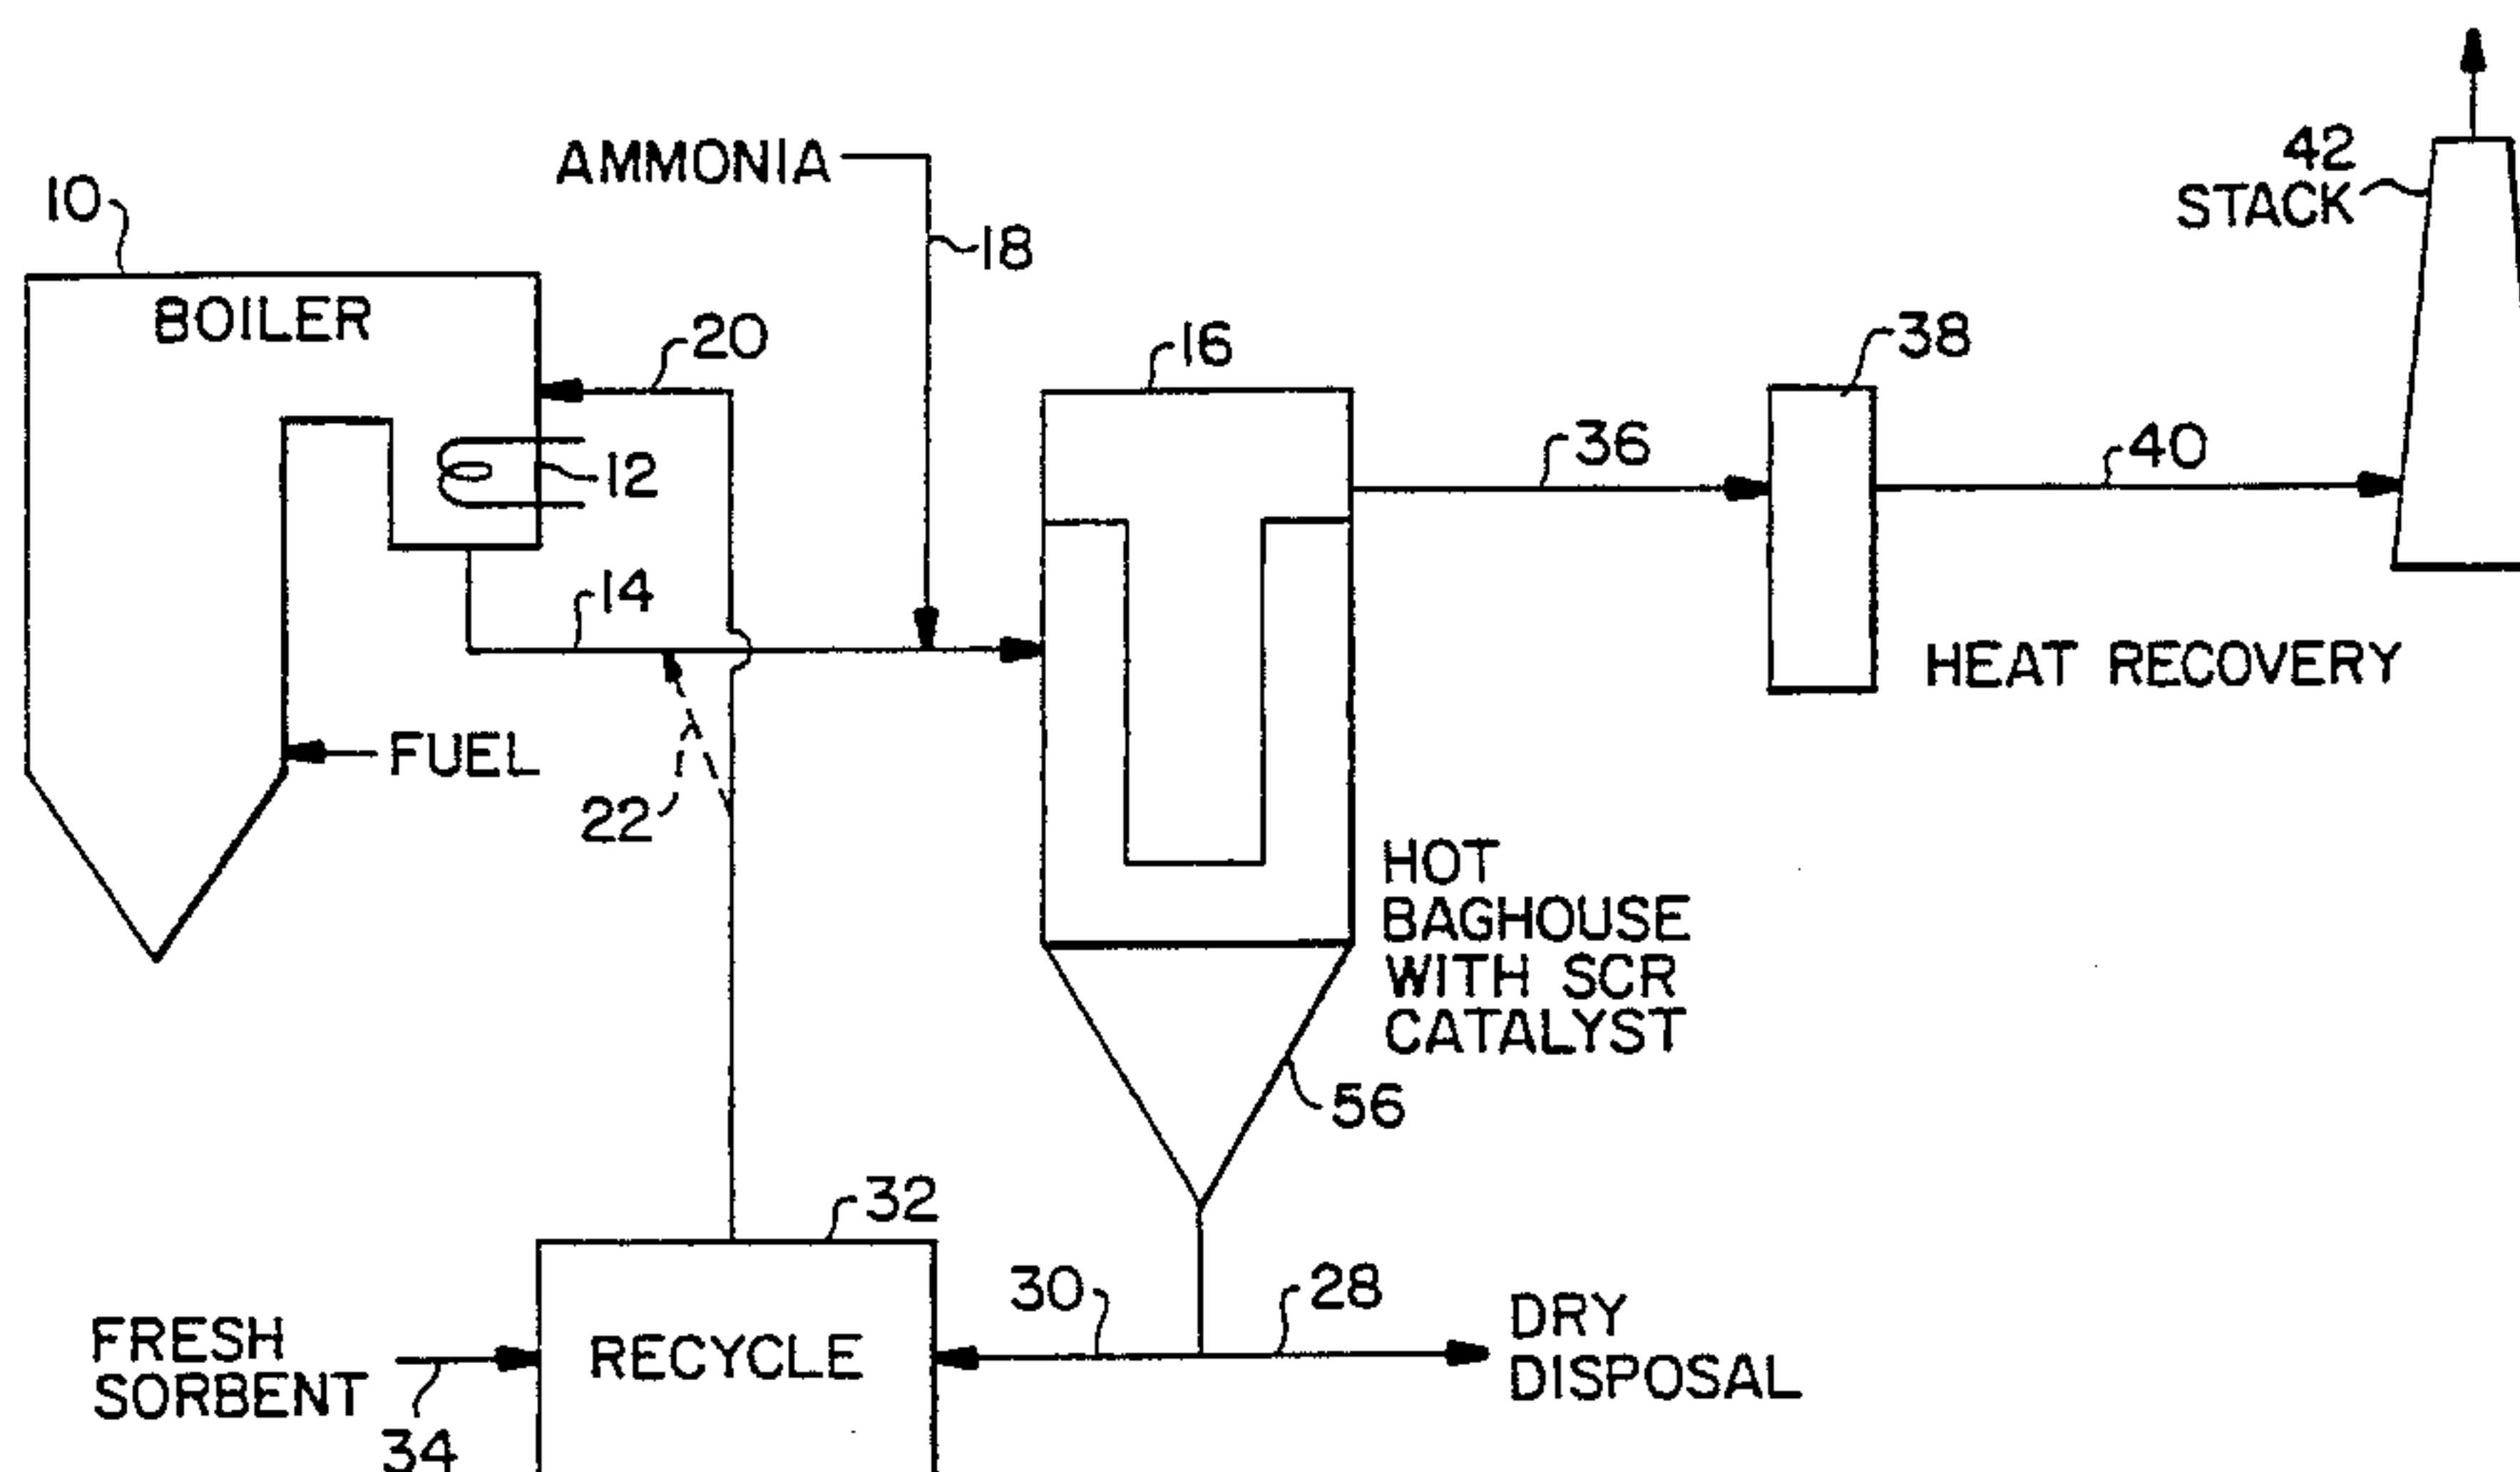 AMMONIA
42
STACK
10
18
BOILER
20
16
38
36
40
12
14
HEAT RECOVERY
FUEL
22
HOT
BAGHOUSE
WITH SCR
CATALYST
56
32
30
28
DRY
DISPOSAL
FRESH
SORBENT
RECYCLE
34